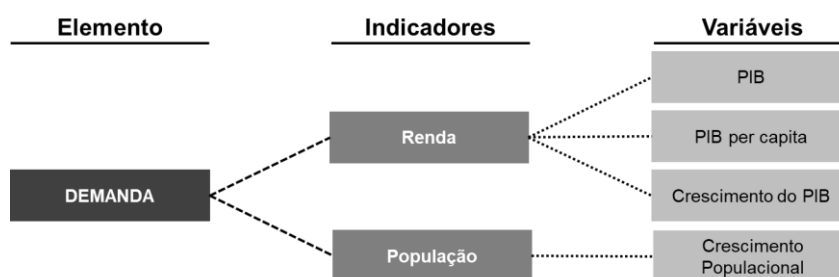 Elemento
Indicadores
Variáveis
PIB
Renda
PIB per capita
DEMANDA
Crescimento do PIB
População
Crescimento
Populacional